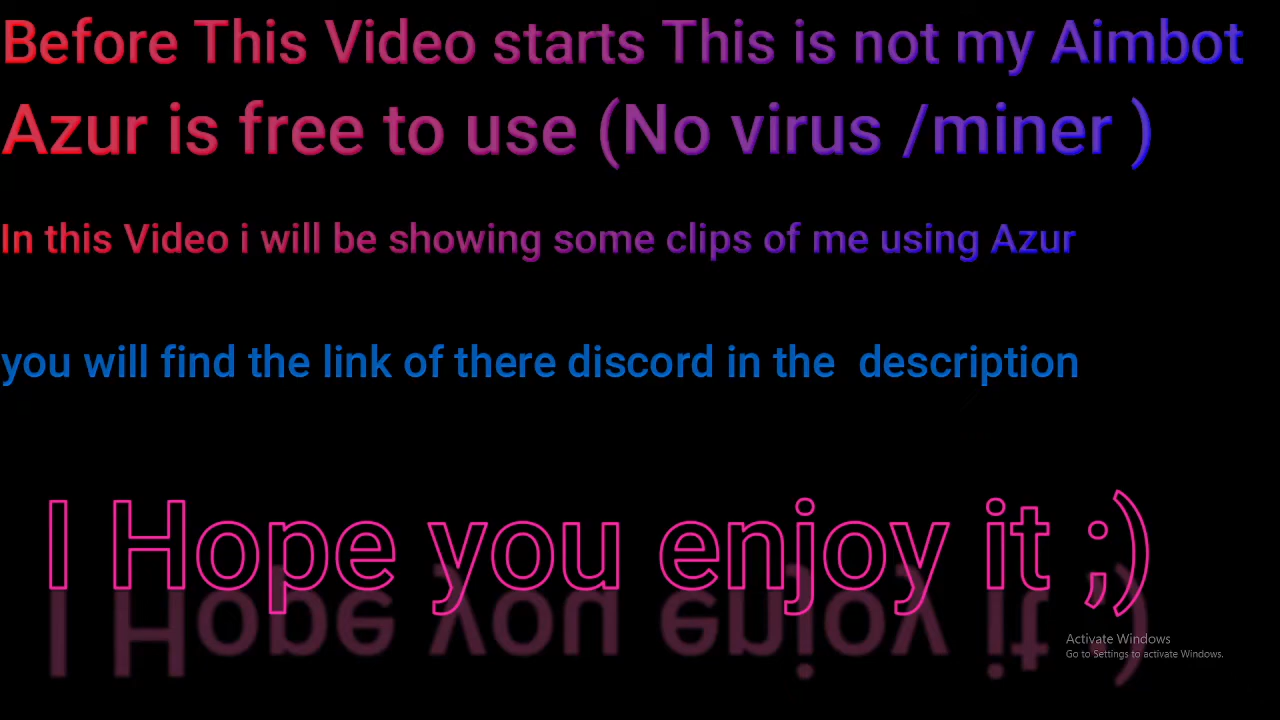 Before This Video starts This is not my Aimbot
Azur is free to use (No virus /miner )
In this Video i will be showing some clips of me using Azur
you will find the link of there discord in the  description
I Hope you enjoy it ;)
Activate Windows
Go to Settings to activate Windows.